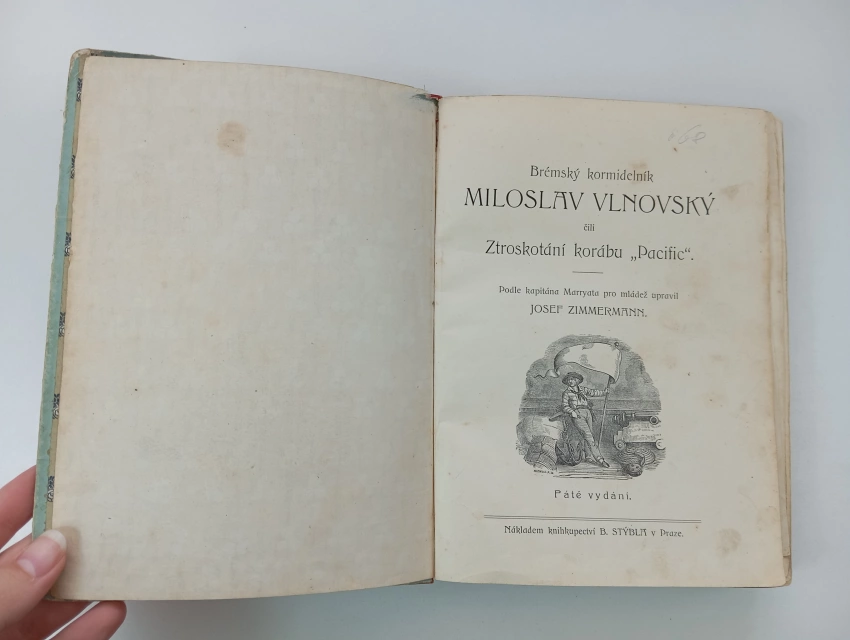 58
Brémský kormidelník
MILOSLAV VLNOVSKÝ
čili
Ztroskotání korábu „Pacific“.
Podle kapitána Marryata pro mládež upravil
JOSEF ZIMMERMANN.
Páté vydání.
Nákladem knihkupectví B. STÝBLA v Praze.